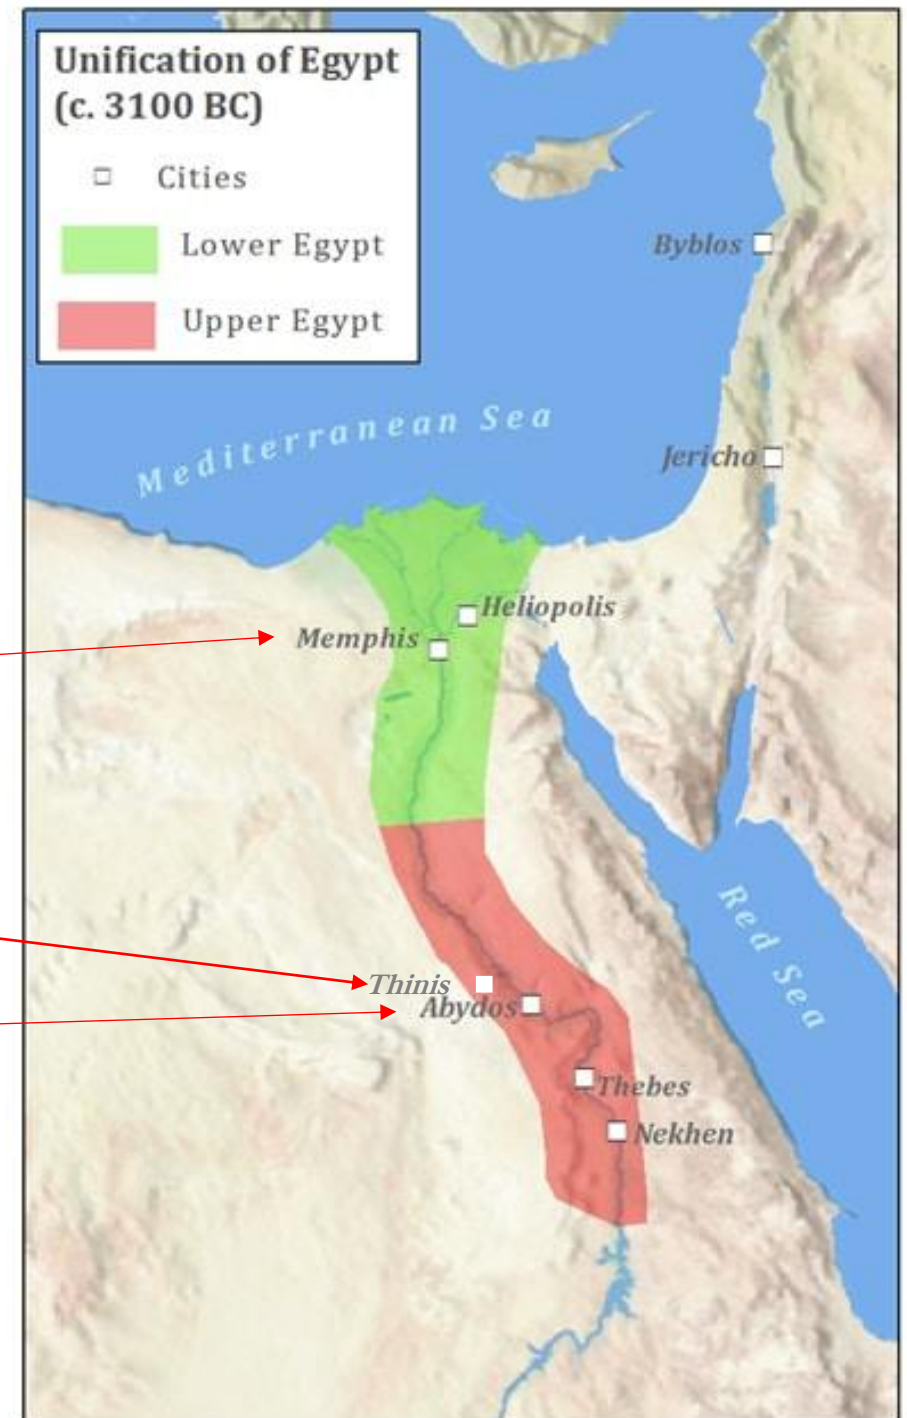 Unification of Egypt
(c. 3100 BC)
Cities
Lower Egypt
Upper Egypt
Byblos
Mediterranean Sea
Jericho
Heliopolis
Memphis
Red Sea
Thinis
Abydos
Thebes
Nekhen